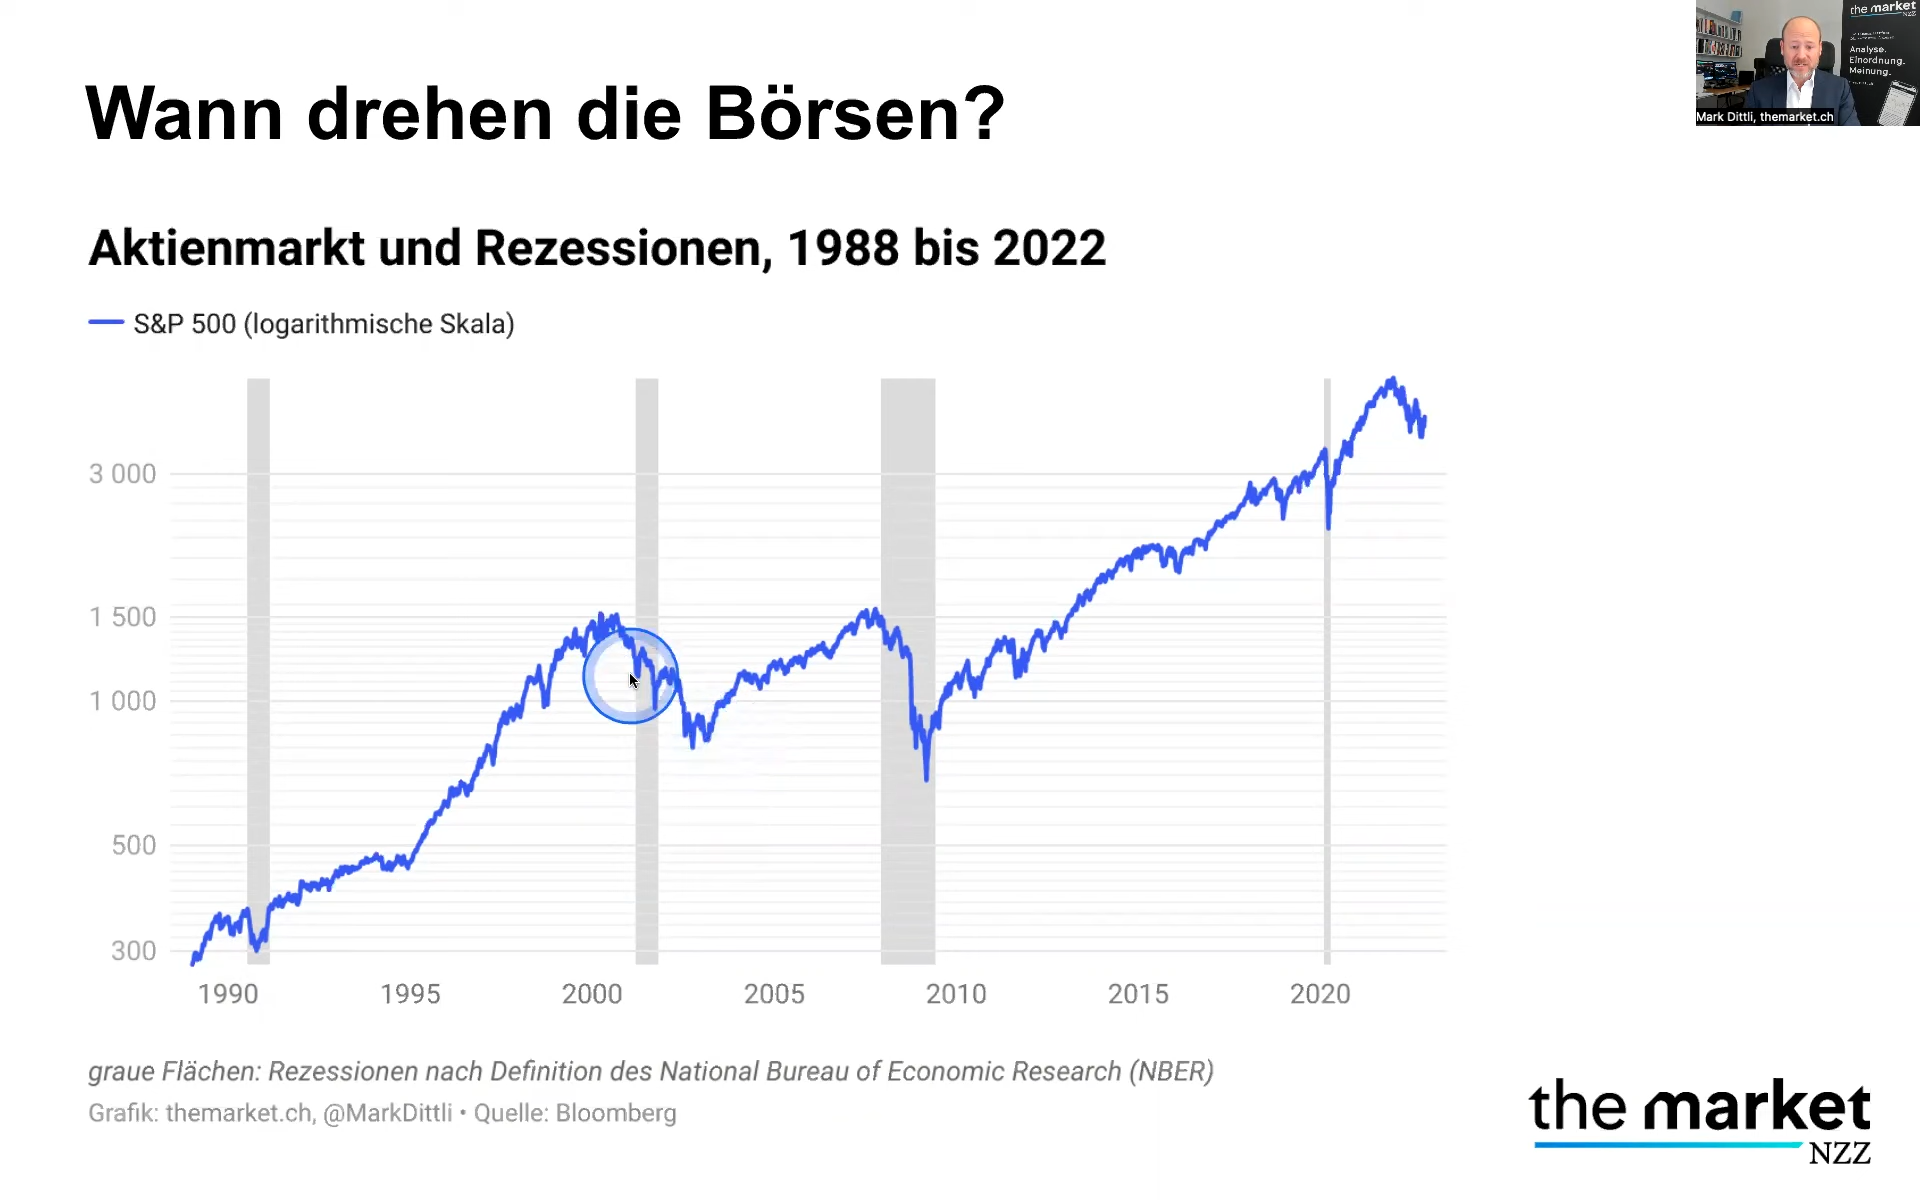 Wann drehen die Börsen?
the market
NZZ
Analyse.
Einordnung.
Meinung.
Mark Dittli, themarket.ch
Aktienmarkt und Rezessionen, 1988 bis 2022
S&P 500 (logarithmische Skala)
3 000
1 500
1 000
500
300
1990 1995 2000 2005 2010 2015 2020
graue Flächen: Rezessionen nach Definition des National Bureau of Economic Research (NBER)
Grafik: themarket.ch, @MarkDittli • Quelle: Bloomberg
the market
NZZ